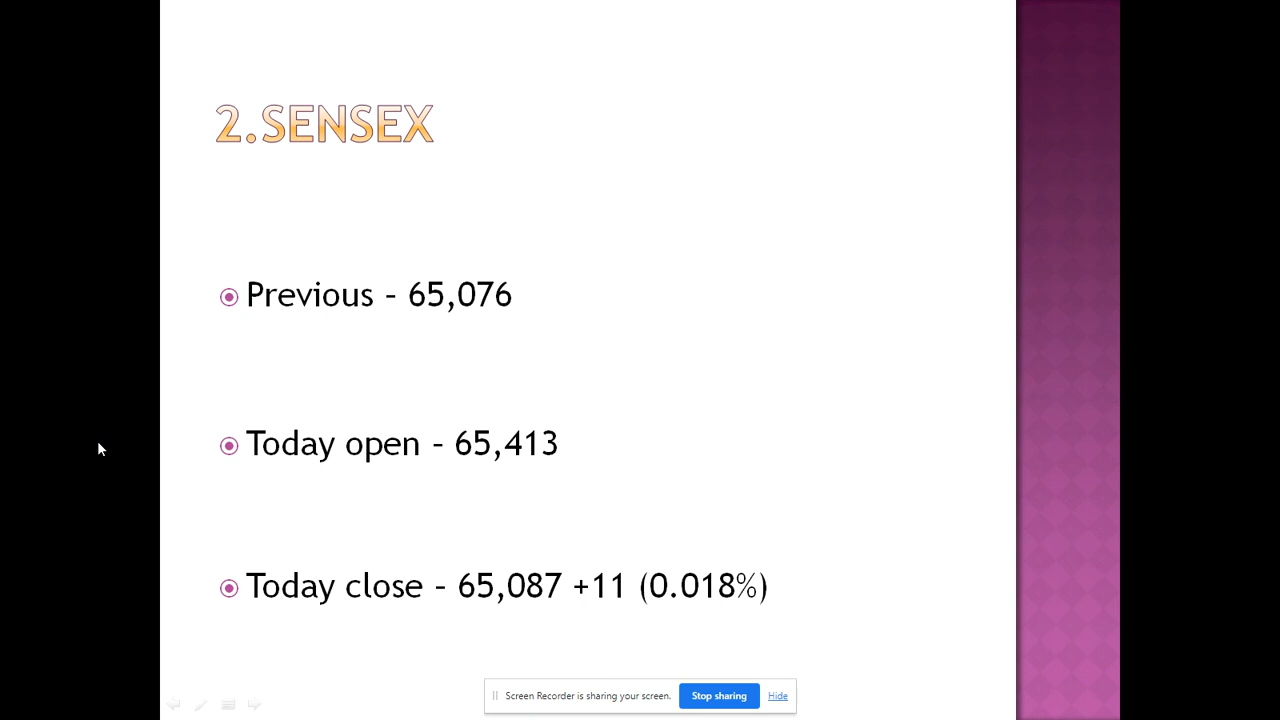 2.SENSEX
Previous – 65,076
Today open – 65,413
Today close – 65,087 +11 (0.018%)
Screen Recorder is sharing your screen. Stop sharing Hide